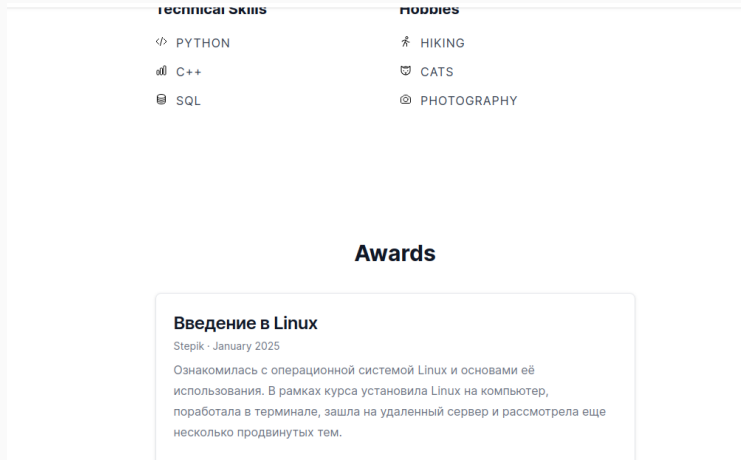 Technical Skills
Hobbies
PYTHON
HIKING
C++
CATS
SQL
PHOTOGRAPHY
Awards
Введение в Linux
Stepik · January 2025
Ознакомилась с операционной системой Linux и основами её
использования. В рамках курса установила Linux на компьютер,
поработала в терминале, зашла на удаленный сервер и рассмотрела еще
несколько продвинутых тем.